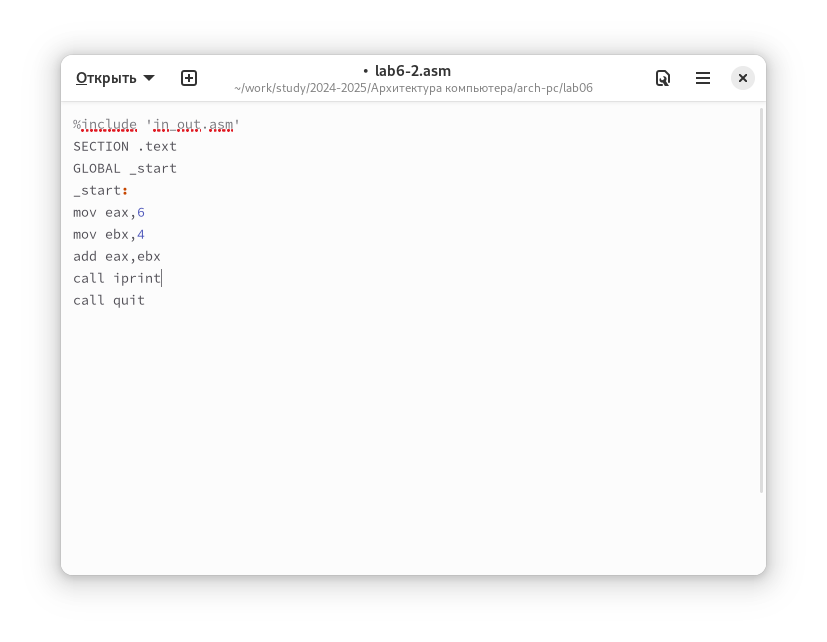 Открыть
• lab6-2.asm
~/work/study/2024-2025/Архитектура компьютера/arch-pc/lab06
%include 'in_out.asm'
SECTION .text
GLOBAL _start
_start:
mov eax,6
mov ebx,4
add eax,ebx
call iprint
call quit